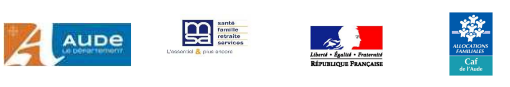 AUDE
LE DÉPARTEMENT
msa
santé
famille
retraite
services
L'essentiel & plus encore
Liberté • Égalité • Fraternité
RÉPUBLIQUE FRANÇAISE
ALLOCATIONS
FAMILIALES
Caf
de l'Aude